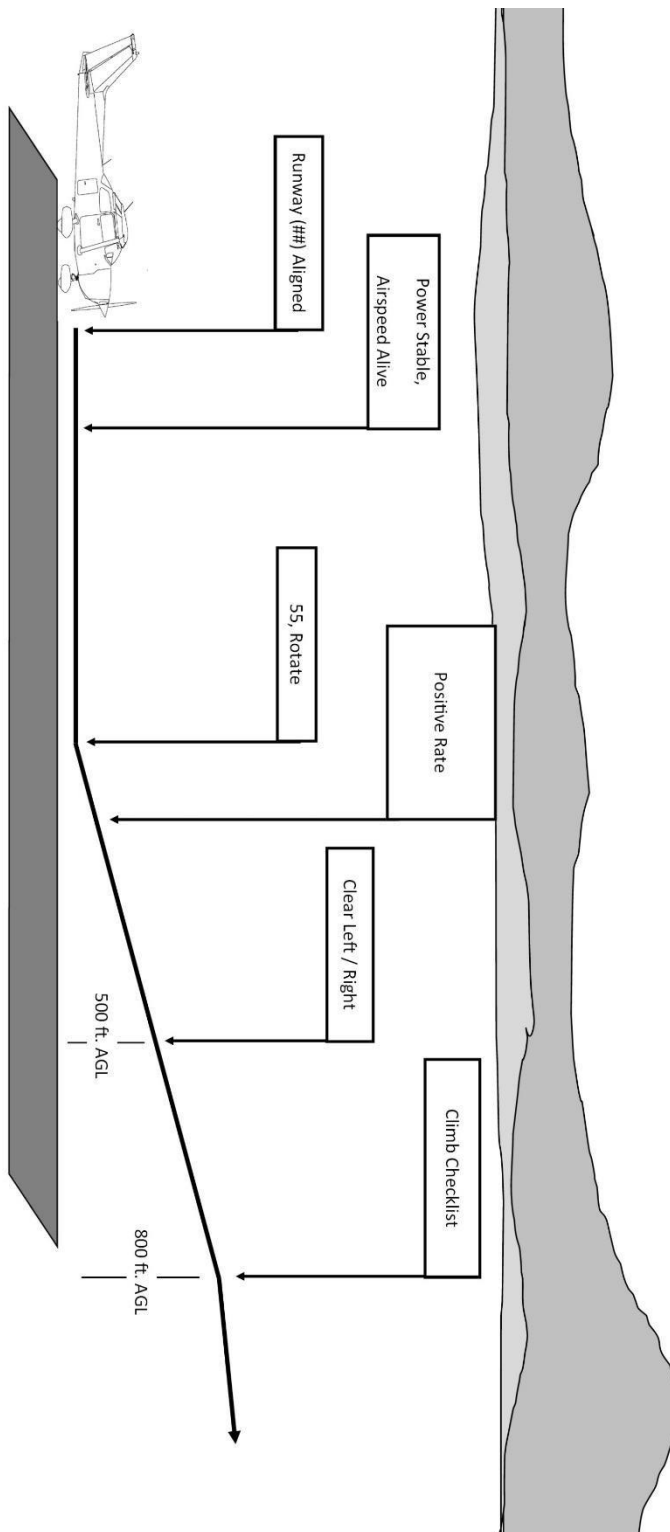 Runway (##) Aligned
Power Stable,
Airspeed Alive
55, Rotate
Positive Rate
Clear Left / Right
500 ft. AGL
Climb Checklist
800 ft. AGL